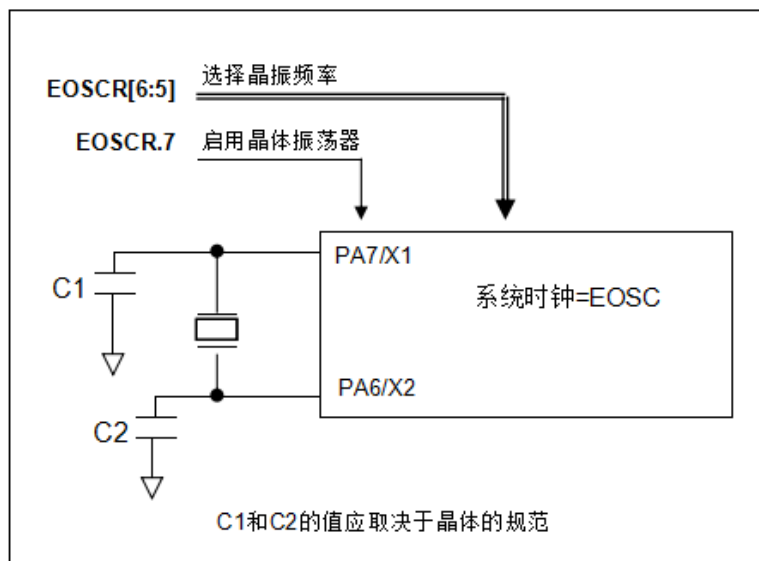 EOSCR[6:5] 选择晶振频率
EOSCR.7 启用晶体振荡器
PA7/X1
C1
系统时钟=EOSC
PA6/X2
C2
C1和C2的值应取决于晶体的规范